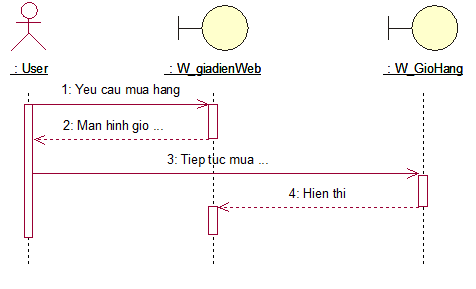 : User
: W_giadienWeb
: W_GioHang
1: Yeu cau mua hang
2: Man hinh gio ...
3: Tiep tuc mua ...
4: Hien thi